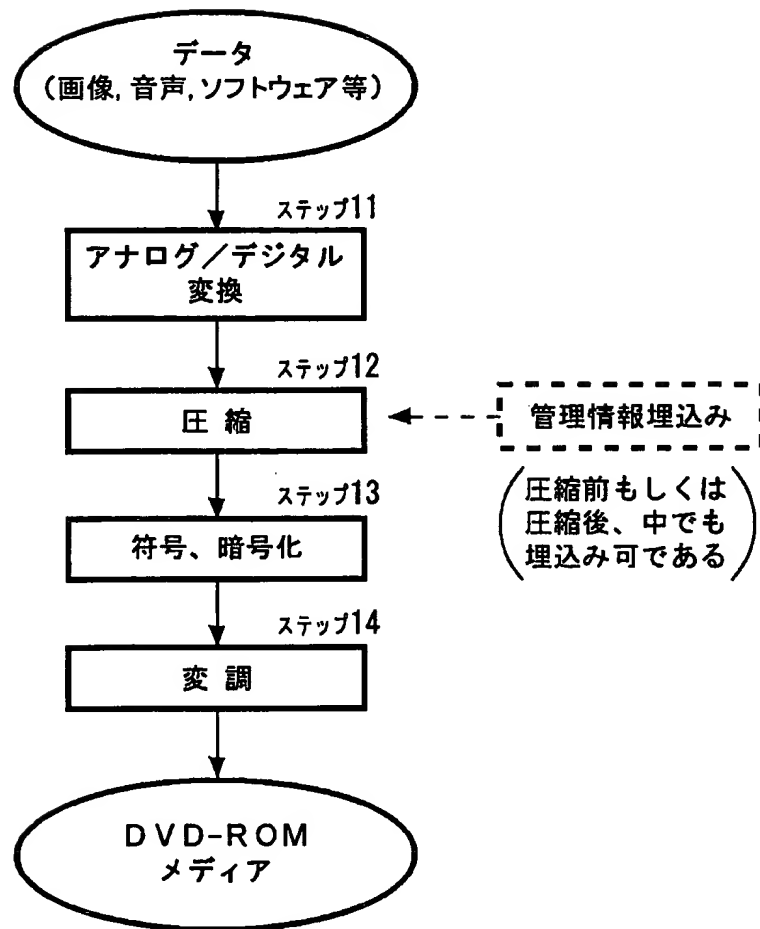 データ
(画像, 音声, ソフトウェア等)
ステップ11
アナログ／デジタル
変換
ステップ12
圧 縮
管理情報埋込み
(圧縮前もしくは
圧縮後、中でも
埋込み可である)
ステップ13
符号、暗号化
ステップ14
変 調
DVD-ROM
メディア